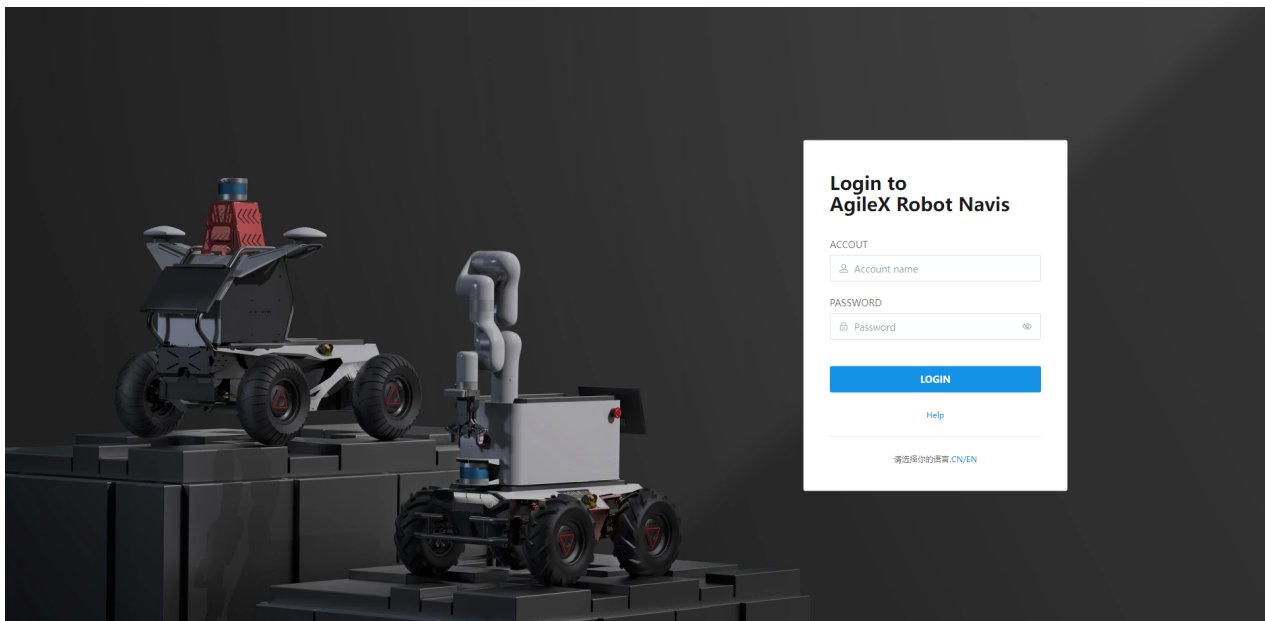 Login to
AgileX Robot Navis
ACCOUT
Account name
PASSWORD
Password
LOGIN
Help
请选择你的语言.CN/EN